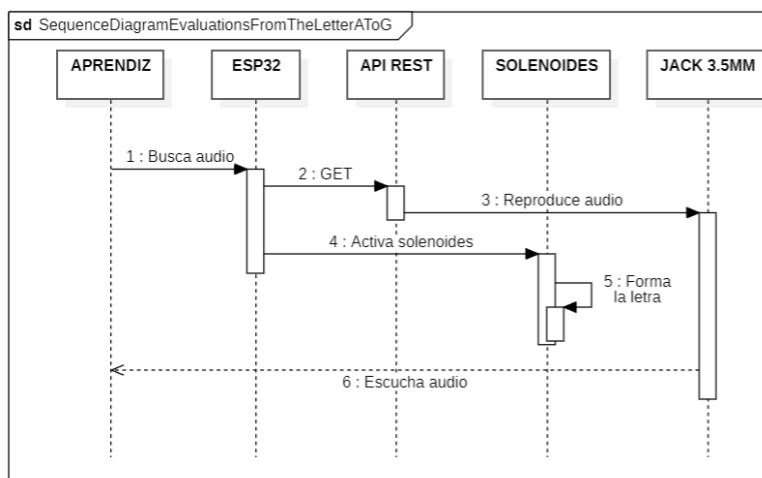 sd SequenceDiagramEvaluationsFromTheLetterAToG
APRENDIZ ESP32 API REST SOLENOIDES JACK 3.5MM
1 : Busca audio
2 : GET
3 : Reproduce audio
4 : Activa solenoides
5 : Forma
la letra
6 : Escucha audio